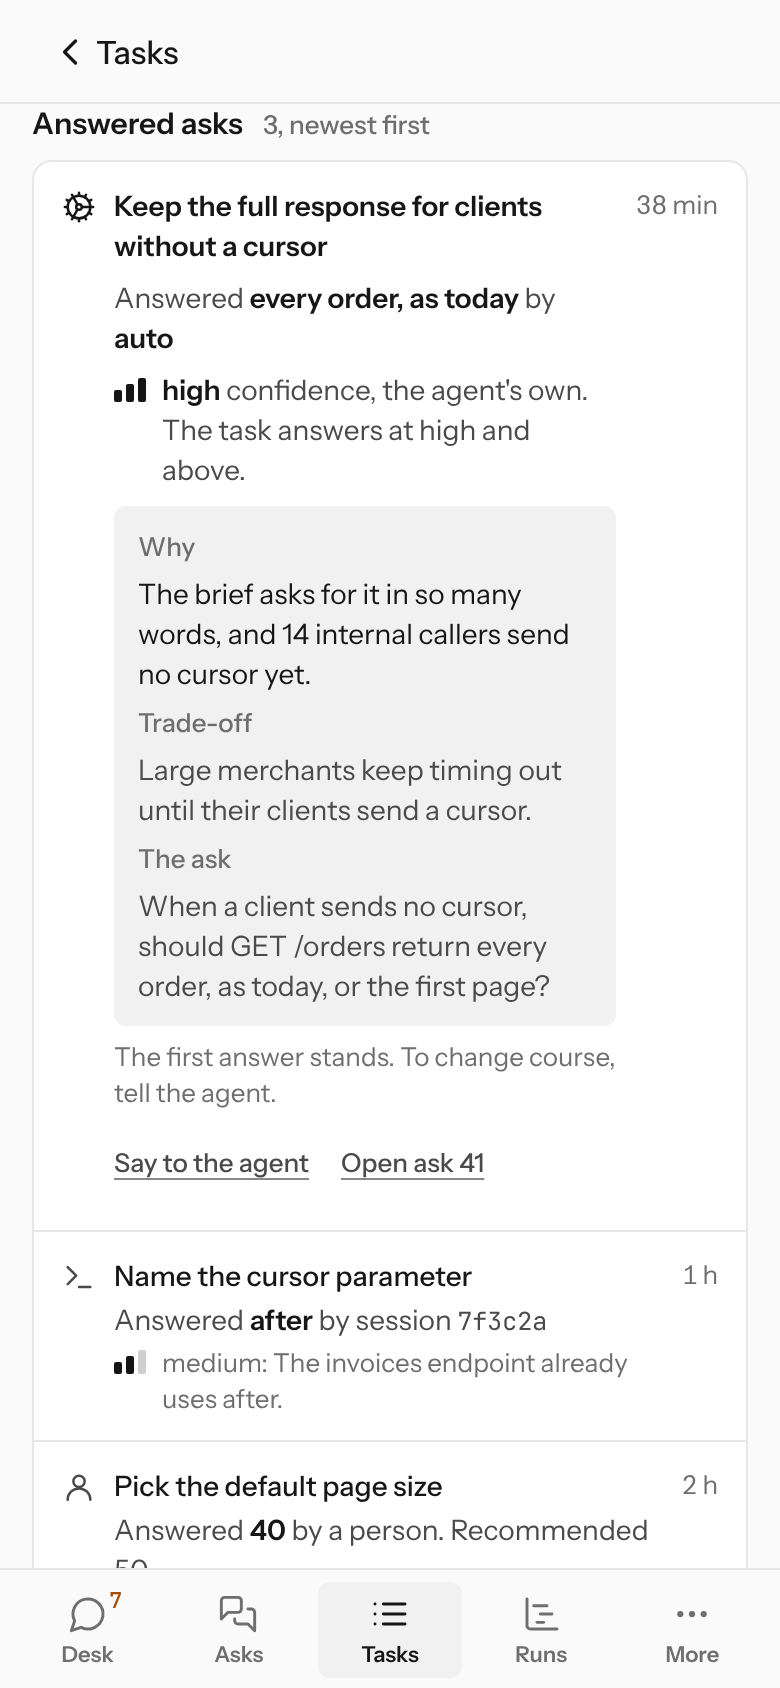 Tasks
Answered asks 3, newest first
Keep the full response for clients 38 min
without a cursor
Answered every order, as today by
auto
high confidence, the agent's own.
The task answers at high and
above.
Why
The brief asks for it in so many
words, and 14 internal callers send
no cursor yet.
Trade-off
Large merchants keep timing out
until their clients send a cursor.
The ask
When a client sends no cursor,
should GET /orders return every
order, as today, or the first page?
The first answer stands. To change course,
tell the agent.
Say to the agent Open ask 41
Name the cursor parameter 1 h
Answered after by session 7f3c2a
medium: The invoices endpoint already
uses after.
Pick the default page size 2 h
Answered 40 by a person. Recommended
7
Desk Asks Tasks Runs More